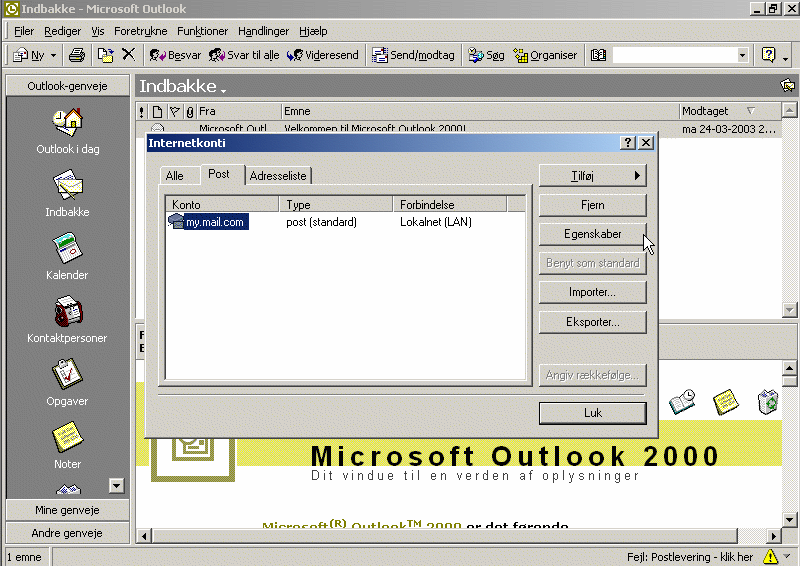 Indbakke - Microsoft Outlook
Filer Rediger Vis Foretrukne Funktioner Handlinger Hjælp
Ny Besvar Svar til alle Videresend Send/modtag Søg Organiser
Outlook-genveje
Indbakke
! Fra Emne Modtaget
Microsoft Outl... Velkommen til Microsoft Outlook 2000! ma 24-03-2003 2...
Outlook i dag
Indbakke
Kalender
Kontaktpersoner
Opgaver
Noter
Mine genveje
Andre genveje
Internetkonti
Alle Post Adresseliste
Konto Type Forbindelse
my.mail.com post (standard) Lokalnet (LAN)
Tilføj
Fjern
Egenskaber
Benyt som standard
Importer...
Eksporter...
Angiv rækkefølge...
Luk
Microsoft Outlook 2000
Dit vindue til en verden af oplysninger
Microsoft(R) Outlook™ 2000 er det førende
1 emne
Fejl: Postlevering - klik her